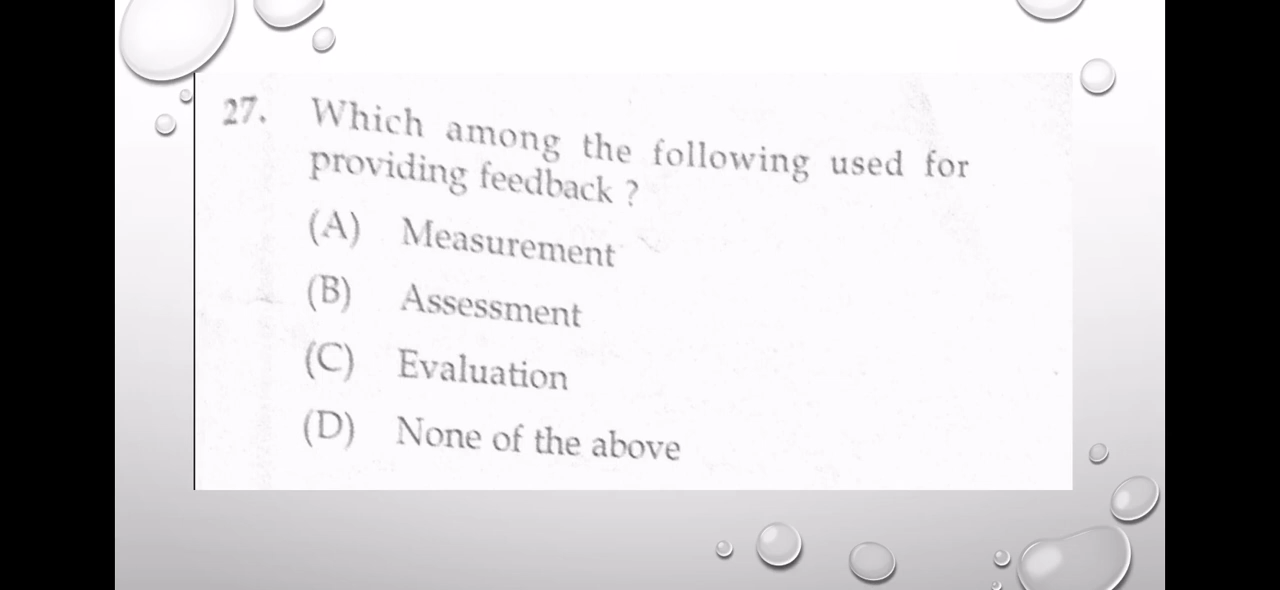 27. Which among the following used for
providing feedback ?
(A) Measurement
(B) Assessment
(C) Evaluation
(D) None of the above